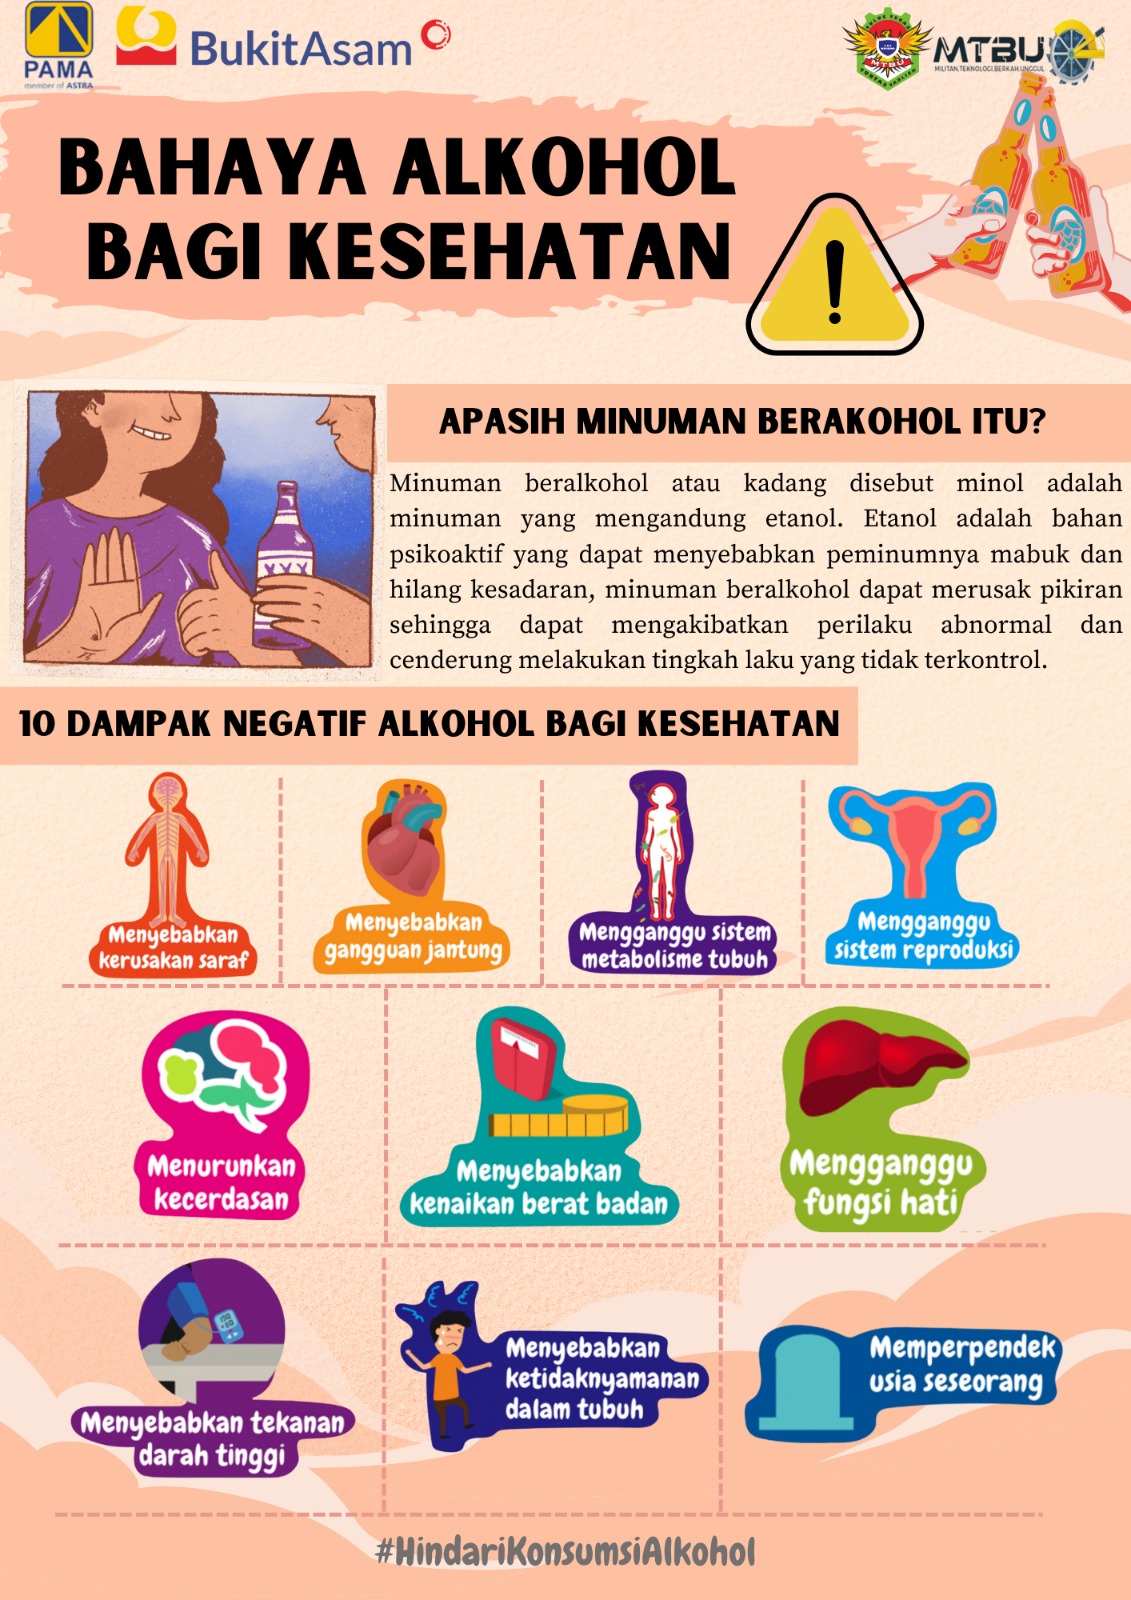 PAMA
member of ASTRA
BukitAsam
MTBU
MILITAN,TEKNOLOGI,BERKAH,UNGGUL
BAHAYA ALKOHOL
BAGI KESEHATAN
!
APASIH MINUMAN BERAKOHOL ITU?
Minuman beralkohol atau kadang disebut minol adalah
minuman yang mengandung etanol. Etanol adalah bahan
psikoaktif yang dapat menyebabkan peminumnya mabuk dan
hilang kesadaran, minuman beralkohol dapat merusak pikiran
sehingga dapat mengakibatkan perilaku abnormal dan
cenderung melakukan tingkah laku yang tidak terkontrol.
XXX
10 DAMPAK NEGATIF ALKOHOL BAGI KESEHATAN
Menyebabkan
kerusakan saraf
Menyebabkan
gangguan jantung
Mengganggu sistem
metabolisme tubuh
Mengganggu
sistem reproduksi
Menurunkan
kecerdasan
Menyebabkan
kenaikan berat badan
Mengganggu
fungsi hati
Menyebabkan tekanan
darah tinggi
Menyebabkan
ketidaknyamanan
dalam tubuh
Memperpendek
usia seseorang
#HindariKonsumsiAlkohol